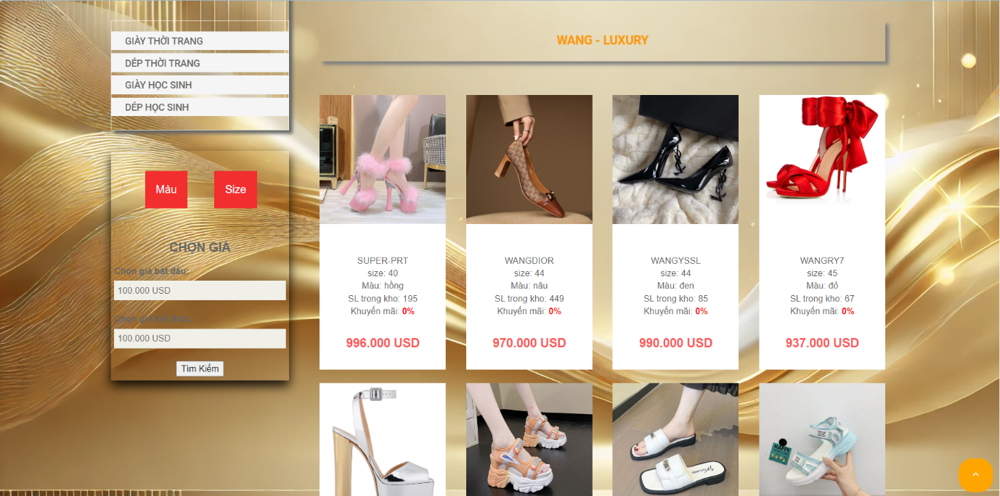 GIÀY THỜI TRANG
DÉP THỜI TRANG
GIÀY HỌC SINH
DÉP HỌC SINH
Màu
Size
CHỌN GIÁ
Chọn giá bắt đầu:
100.000 USD
100.000 USD
Tìm Kiếm
WANG - LUXURY
SUPER-PRT
size: 40
Màu: hồng
SL trong kho: 195
Khuyến mãi: 0%
996.000 USD
WANGDIOR
size: 44
Màu: nâu
SL trong kho: 449
Khuyến mãi: 0%
970.000 USD
WANGYSSL
size: 44
Màu: đen
SL trong kho: 85
Khuyến mãi: 0%
990.000 USD
WANGRY7
size: 45
Màu: đỏ
SL trong kho: 67
Khuyến mãi: 0%
937.000 USD
HAPPY